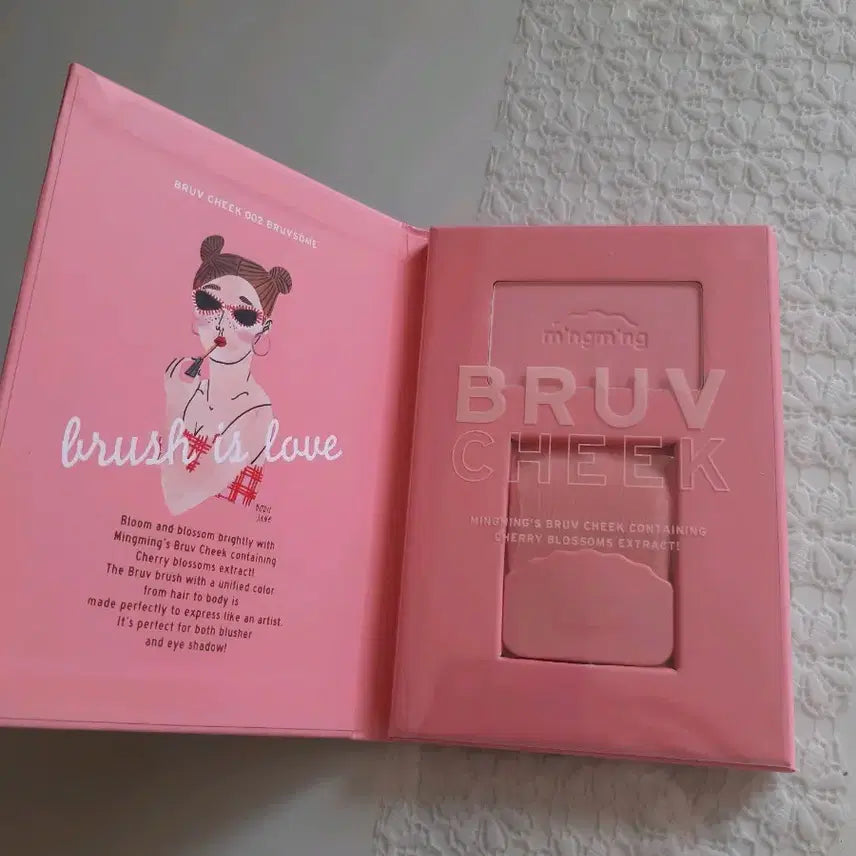 BRUV CHEEK 002 BRUVSOME
brush is love
Bloom and blossom brightly with
Mingming's Bruv Cheek containing
Cherry blossoms extract!
The Bruv brush with a unified color
from hair to body is
made perfectly to express like an artist.
It's perfect for both blusher
and eye shadow!
mingming
BRUV
CHEEK
MINGMING'S BRUV CHEEK CONTAINING
CHERRY BLOSSOMS EXTRACT!